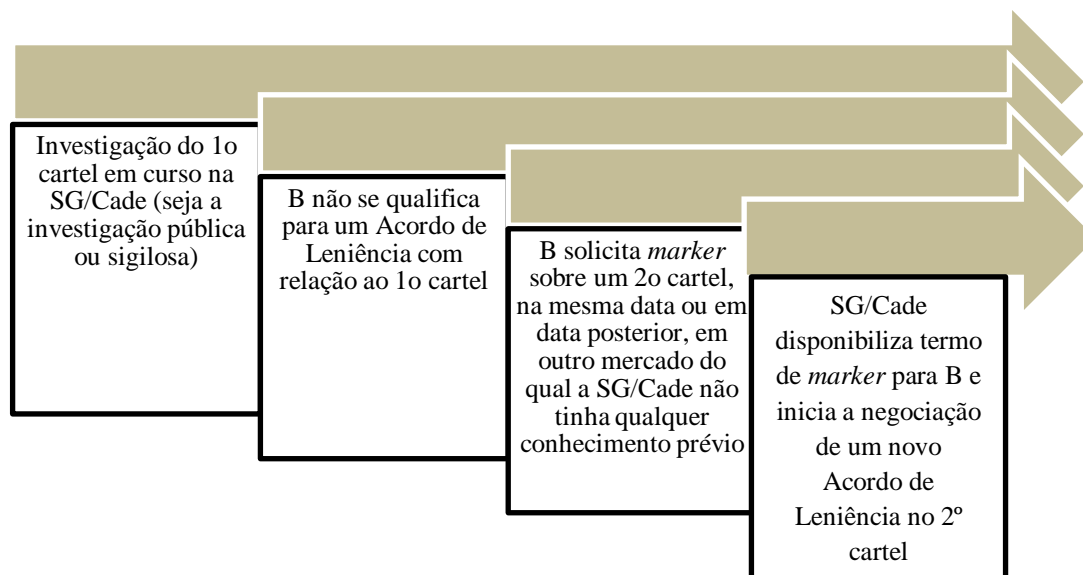 Investigação do 1o
cartel em curso na
SG/Cade (seja a
investigação pública
ou sigilosa)
B não se qualifica
para um Acordo de
Leniência com
relação ao 1o cartel
B solicita marker
sobre um 2o cartel,
na mesma data ou em
data posterior, em
outro mercado do
qual a SG/Cade não
tinha qualquer
conhecimento prévio
SG/Cade
disponibiliza termo
de marker para B e
inicia a negociação
de um novo
Acordo de
Leniência no 2º
cartel